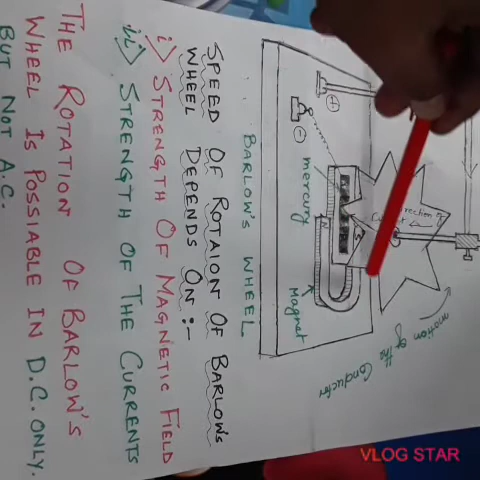 motion of the Conductor
rection of
mercury
Magnet
N
S
BARLOW'S WHEEL
SPEED OF ROTAION OF BARLOW'S
WHEEL DEPENDS ON :-
i) STRENGTH OF MAGNETIC FIELD
ii) STRENGTH OF THE CURRENTS
THE ROTATION OF BARLOW'S
WHEEL IS POSSIABLE IN D.C. ONLY.
BUT NOT A.C.
VLOG STAR